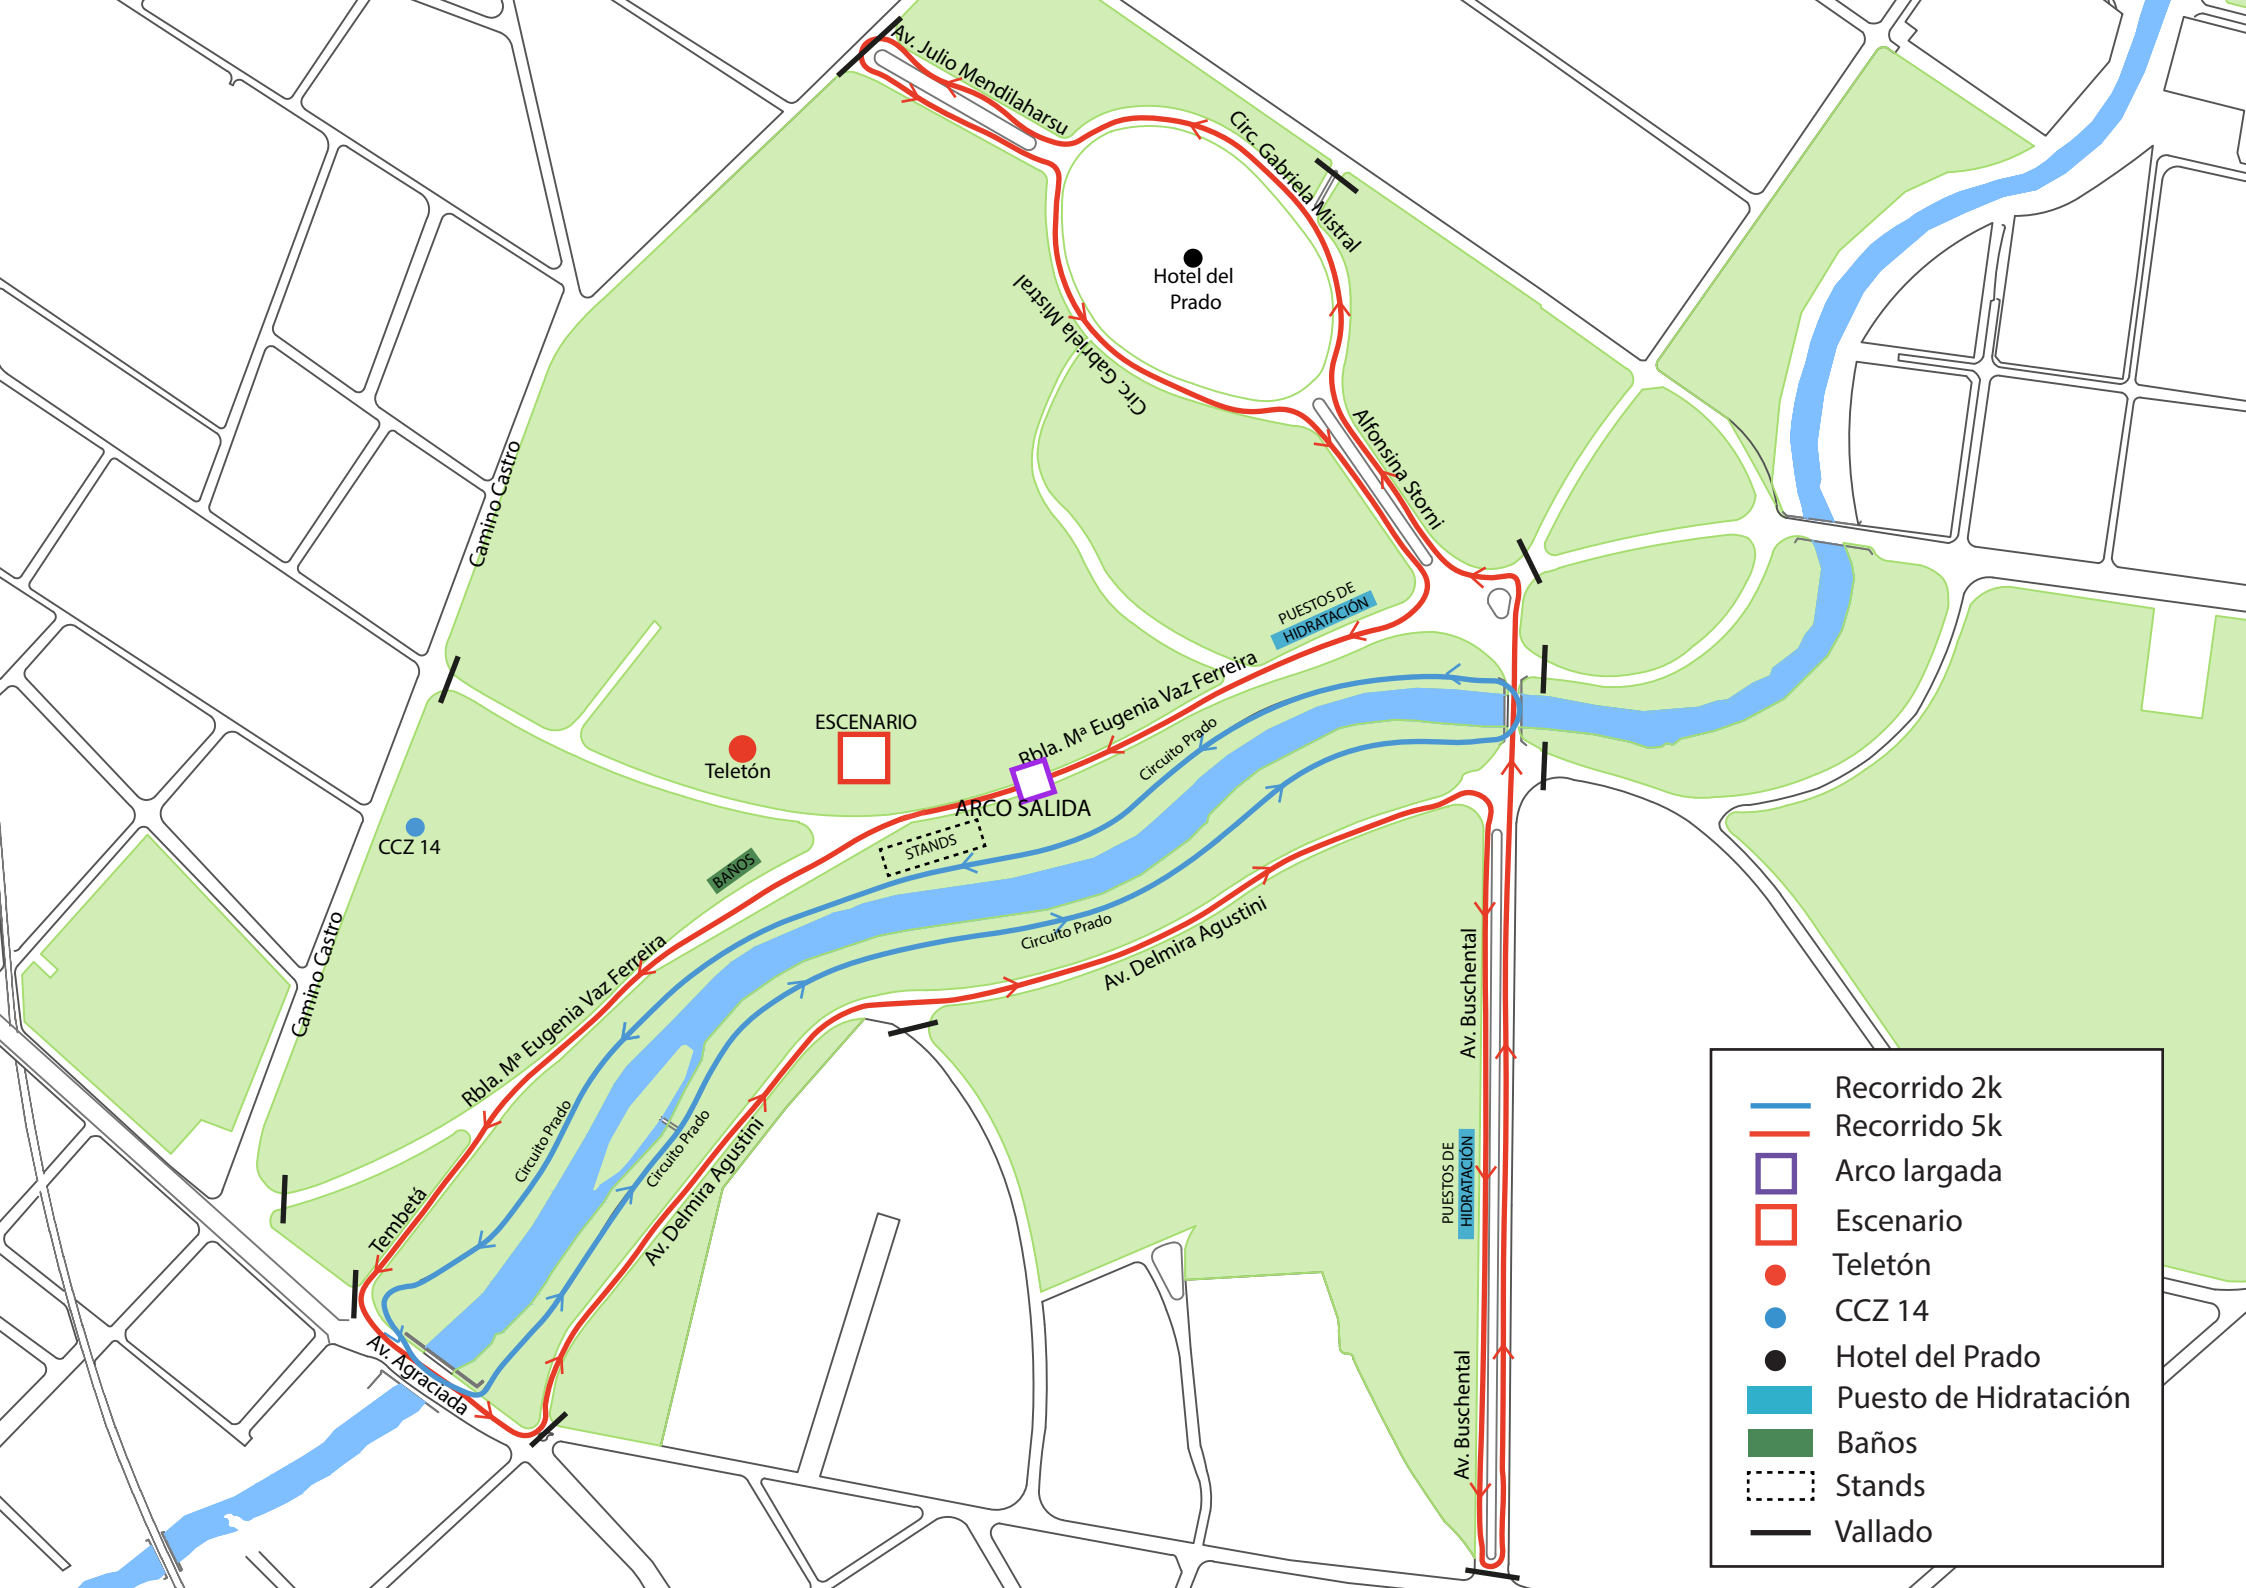 Av. Julio Mendilaharsu
Circ. Gabriela Mistral
Hotel del
Prado
Circ. Gabriela Mistral
Alfonsina Storni
Camino Castro
PUESTOS DE
HIDRATACIÓN
Rbla. Mª Eugenia Vaz Ferreira
Circuito Prado
ESCENARIO
Teletón
ARCO SALIDA
STANDS
BAÑOS
CCZ 14
Camino Castro
Rbla. Mª Eugenia Vaz Ferreira
Circuito Prado
Av. Delmira Agustini
Av. Buschental
Circuito Prado
Circuito Prado
Av. Delmira Agustini
Tembetá
Av. Agraciada
PUESTOS DE
HIDRATACIÓN
Av. Buschental
Recorrido 2k
Recorrido 5k
Arco largada
Escenario
Teletón
CCZ 14
Hotel del Prado
Puesto de Hidratación
Baños
Stands
Vallado